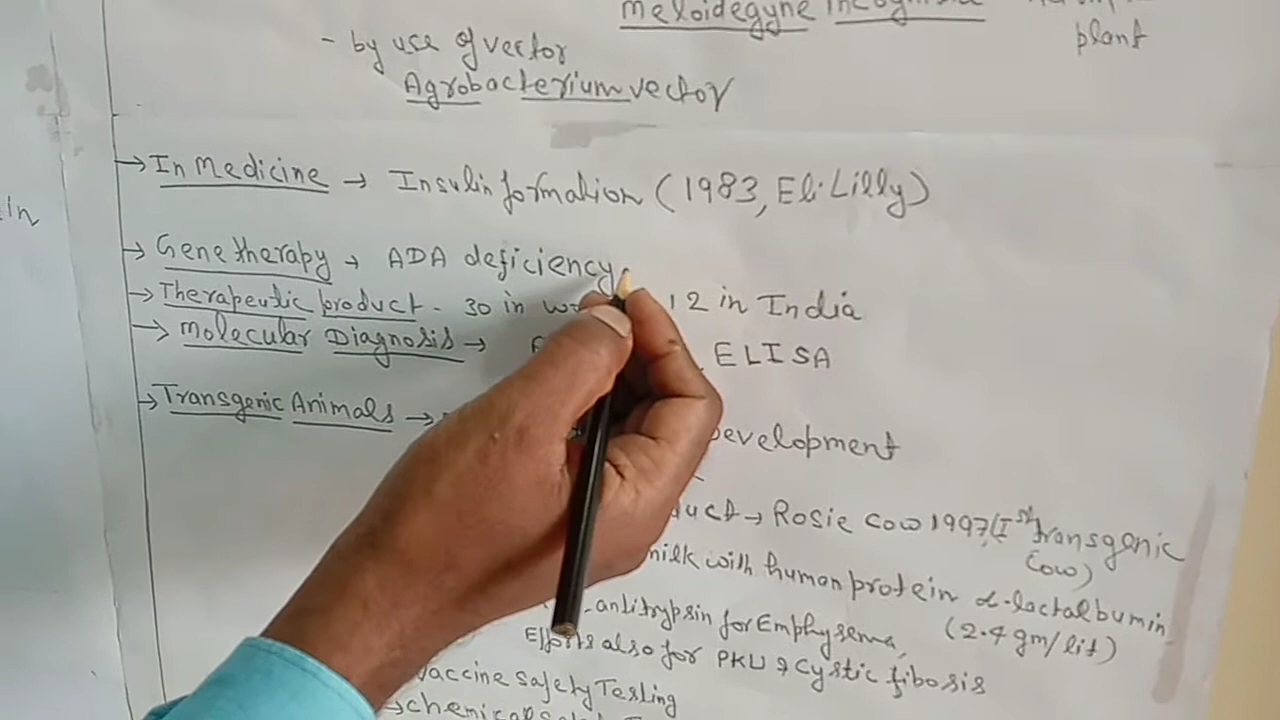 Meloidegyne
plant
- by use of vector
Agrobacterium vector
in
→ In Medicine → Insulin formation (1983, Eli Lilly)
→ Gene therapy → ADA deficiency
→ Therapeutic product - 30 in 12 in India
→ Molecular Diagnosis → ELISA
→ Transgenic Animals →
Development
→ Rosie cow 1997, (Ist transgenic
cow)
milk with human protein α-lactalbumin
(2.4 gm/lit)
antitrypsin for Emphysema,
Efforts also for PKU & Cystic fibosis
Vaccine Safety Testing
→ chemical